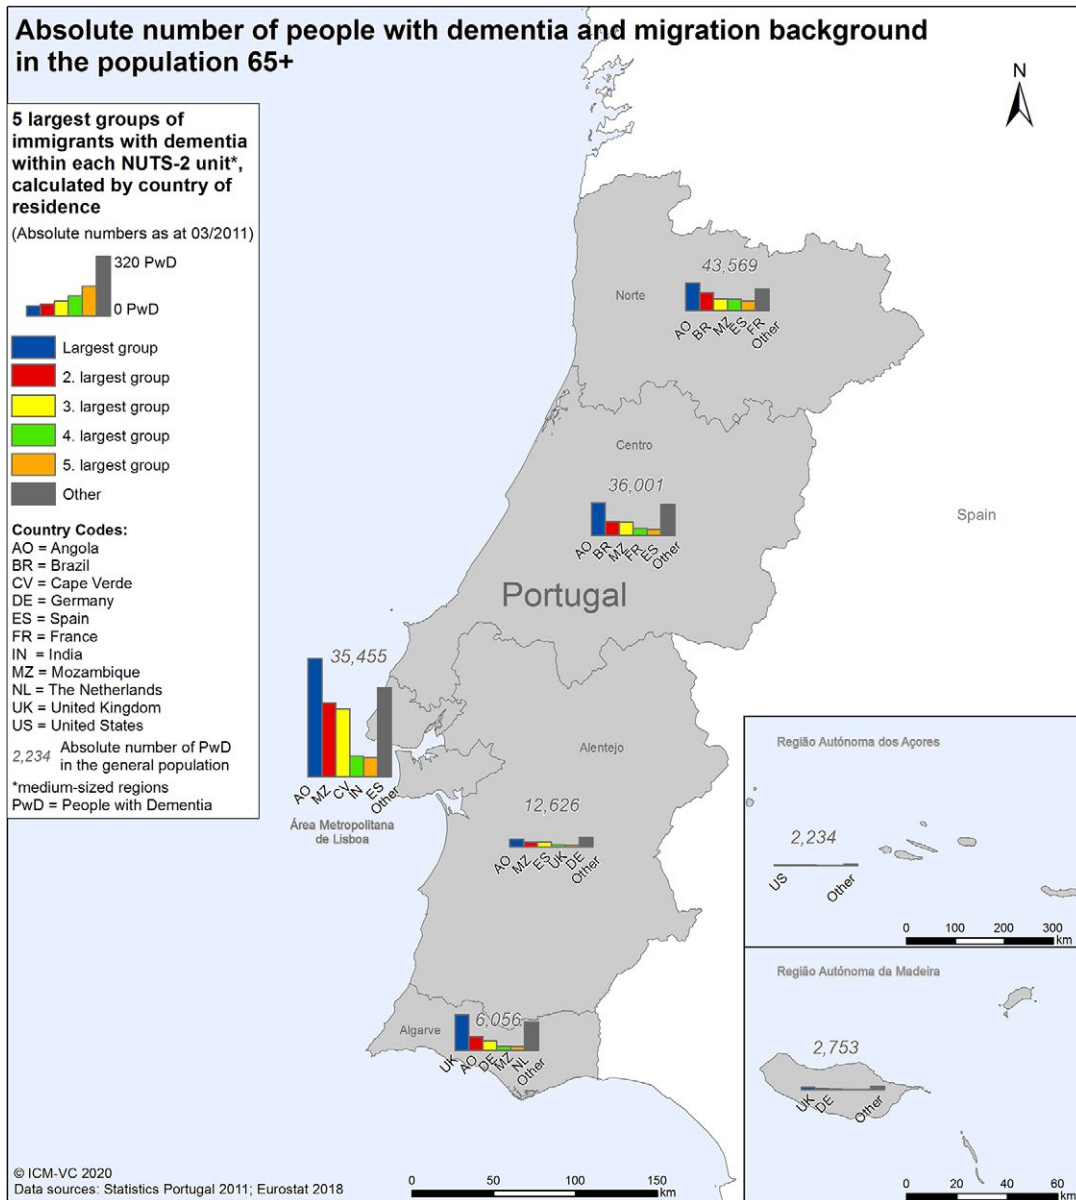 Absolute number of people with dementia and migration background
in the population 65+
N
5 largest groups of
immigrants with dementia
within each NUTS-2 unit*,
calculated by country of
residence
(Absolute numbers as at 03/2011)
320 PwD
0 PwD
Largest group
2. largest group
3. largest group
4. largest group
5. largest group
Other
Country Codes:
AO = Angola
BR = Brazil
CV = Cape Verde
DE = Germany
ES = Spain
FR = France
IN = India
MZ = Mozambique
NL = The Netherlands
UK = United Kingdom
US = United States
2,234 Absolute number of PwD
in the general population
*medium-sized regions
PwD = People with Dementia
Norte
43,569
AO BR MZ ES FR Other
Centro
36,001
AO BR MZ FR ES Other
Spain
Portugal
35,455
AO MZ CV IN ES Other
Área Metropolitana
de Lisboa
Alentejo
12,626
AO MZ ES UK DE Other
Algarve
6,056
UK AO DE MZ NL Other
Região Autónoma dos Açores
2,234
US Other
0 100 200 300
km
Região Autónoma da Madeira
2,753
UK DE Other
0 20 40 60
km
© ICM-VC 2020
Data sources: Statistics Portugal 2011; Eurostat 2018
0 50 100 150
km